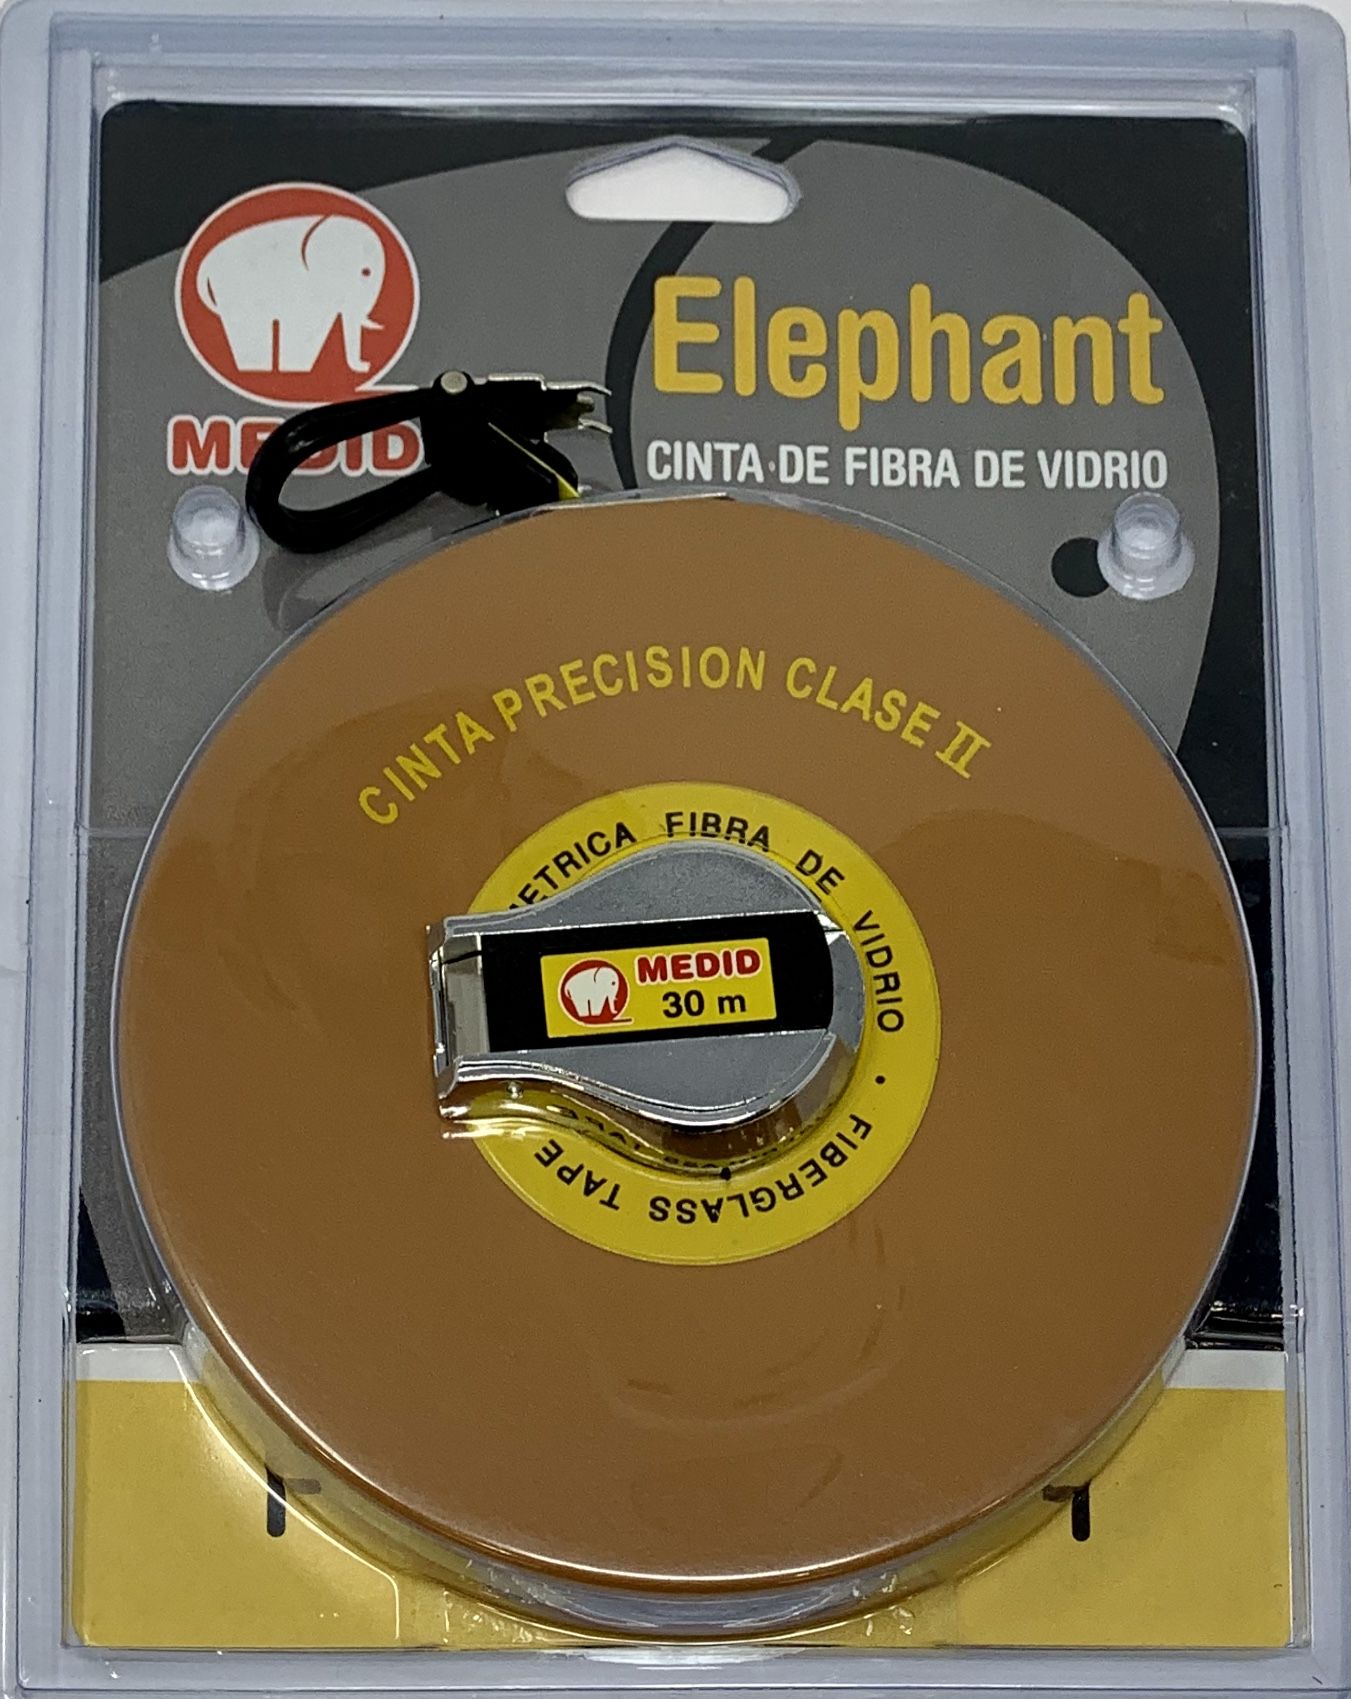 MEDID
Elephant
CINTA DE FIBRA DE VIDRIO
CINTA PRECISION CLASE II
FIBRA DE VIDRIO • FIBERGLASS TAPE
MEDID
30 m